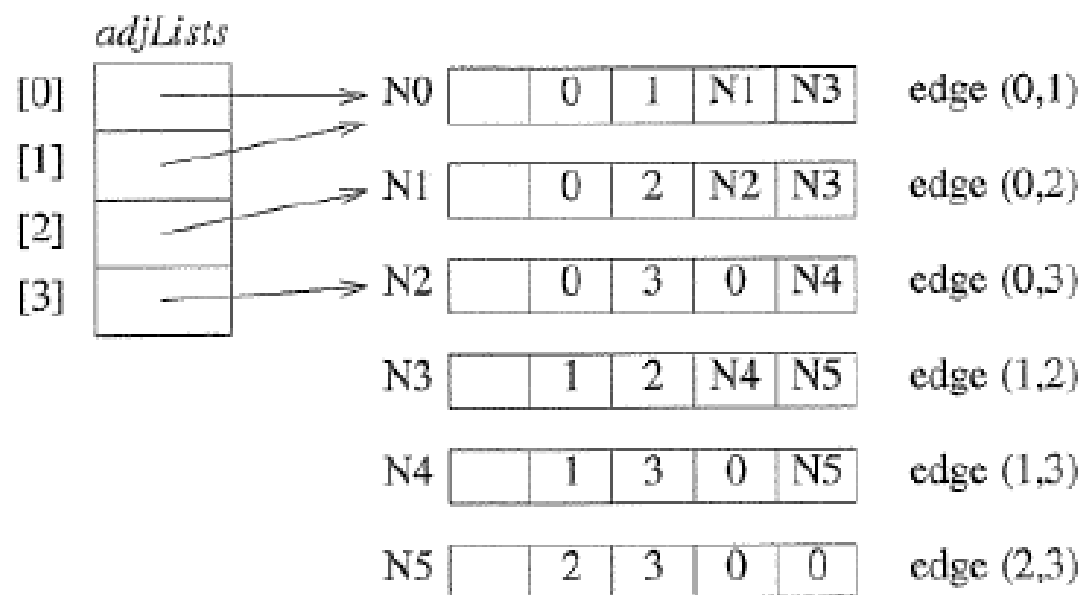 adjLists
[0] N0 0 1 N1 N3 edge (0,1)
[1]
N1 0 2 N2 N3 edge (0,2)
[2]
N2 0 3 0 N4 edge (0,3)
[3]
N3 1 2 N4 N5 edge (1,2)
N4 1 3 0 N5 edge (1,3)
N5 2 3 0 0 edge (2,3)